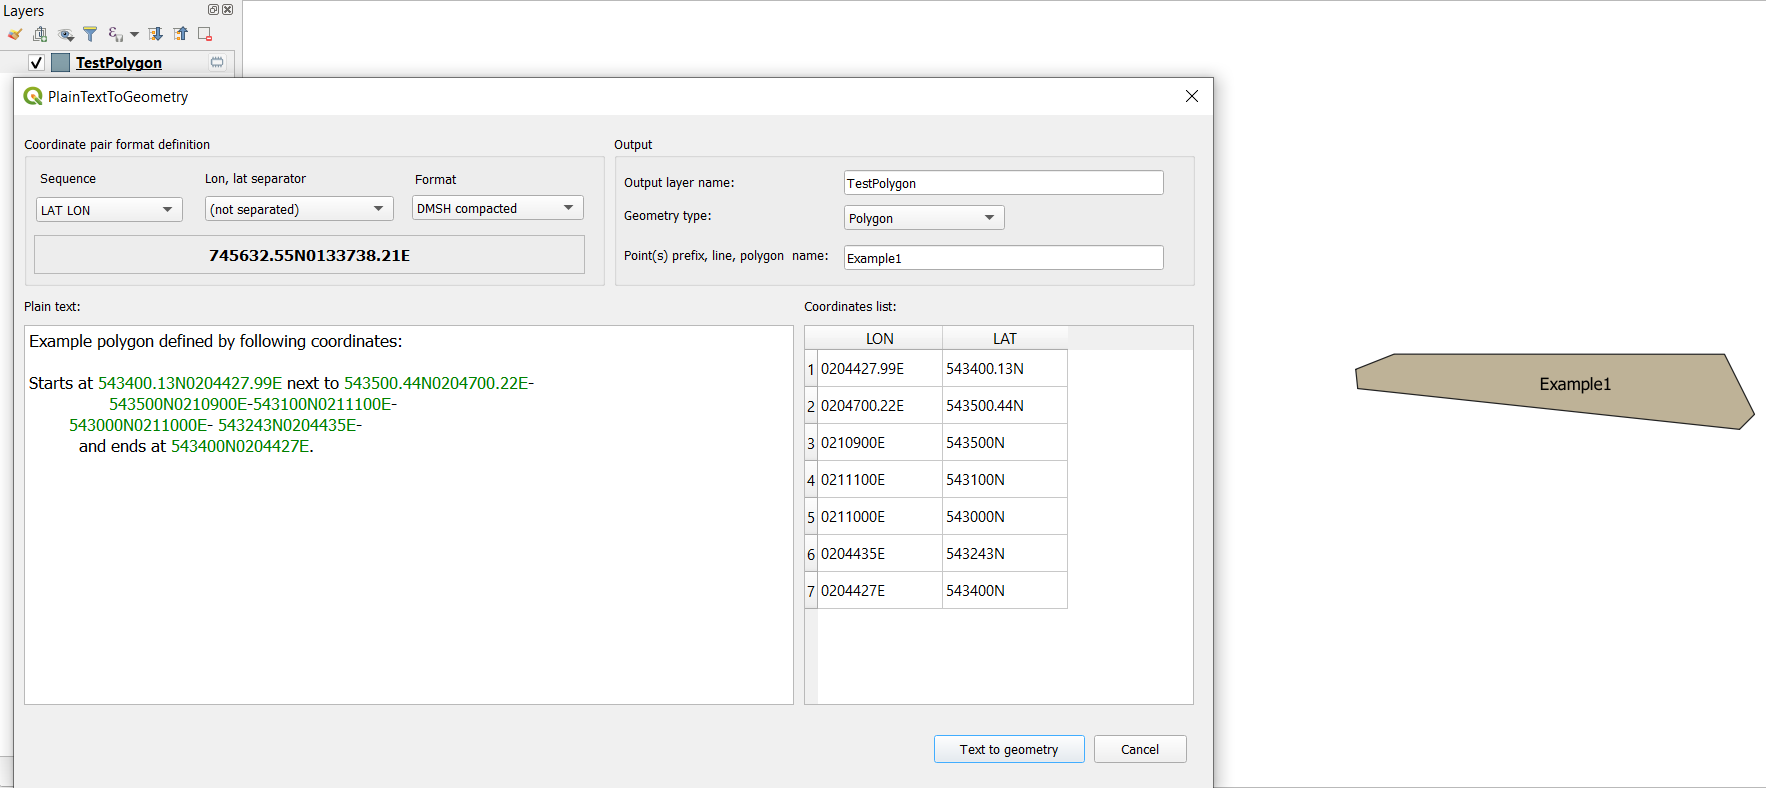 Layers
TestPolygon
PlainTextToGeometry
Coordinate pair format definition
Output
Sequence
Lon, lat separator
Format
LAT LON
(not separated)
DMSH compacted
745632.55N0133738.21E
Output layer name:
TestPolygon
Geometry type:
Polygon
Point(s) prefix, line, polygon  name:
Example1
Plain text:
Example polygon defined by following coordinates:
Starts at 543400.13N0204427.99E next to 543500.44N0204700.22E-
543500N0210900E-543100N0211100E-
543000N0211000E- 543243N0204435E-
and ends at 543400N0204427E.
Coordinates list:
LON LAT
1 0204427.99E 543400.13N
2 0204700.22E 543500.44N
3 0210900E 543500N
4 0211100E 543100N
5 0211000E 543000N
6 0204435E 543243N
7 0204427E 543400N
Text to geometry
Cancel
Example1